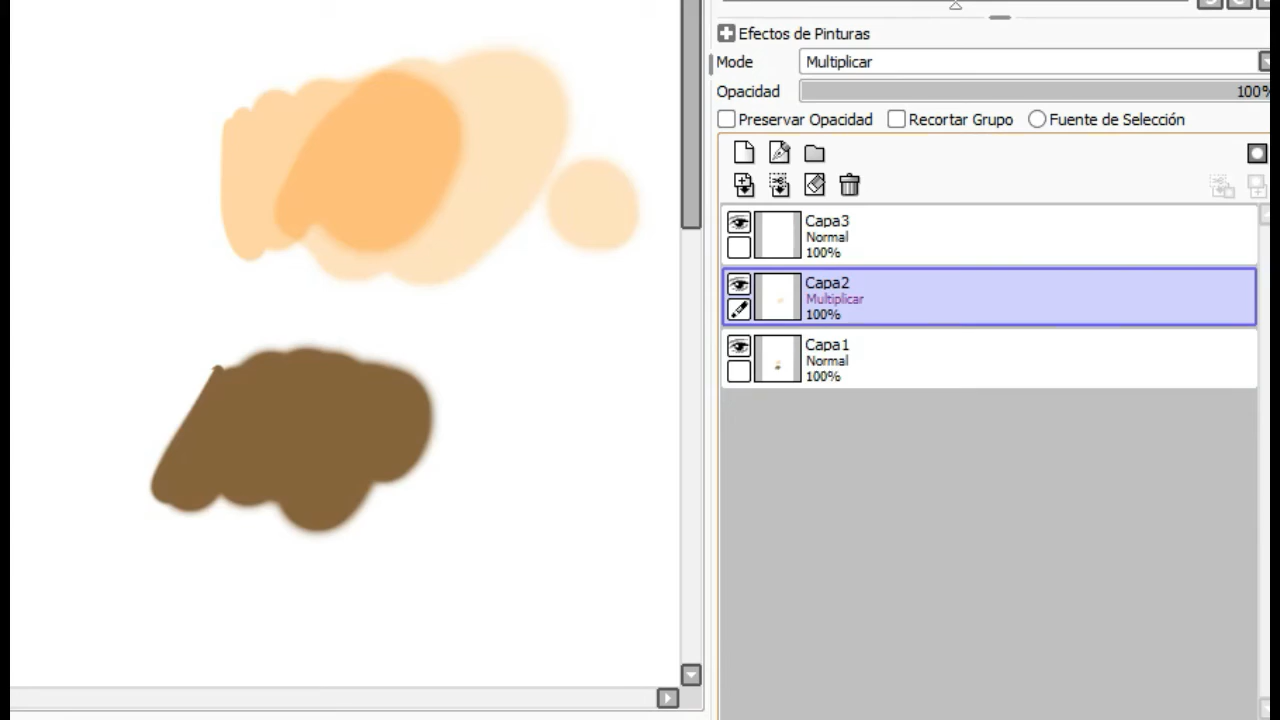 Efectos de Pinturas
Mode Multiplicar
Opacidad 100%
Preservar Opacidad Recortar Grupo Fuente de Selección
Capa3
Normal
100%
Capa2
Multiplicar
100%
Capa1
Normal
100%